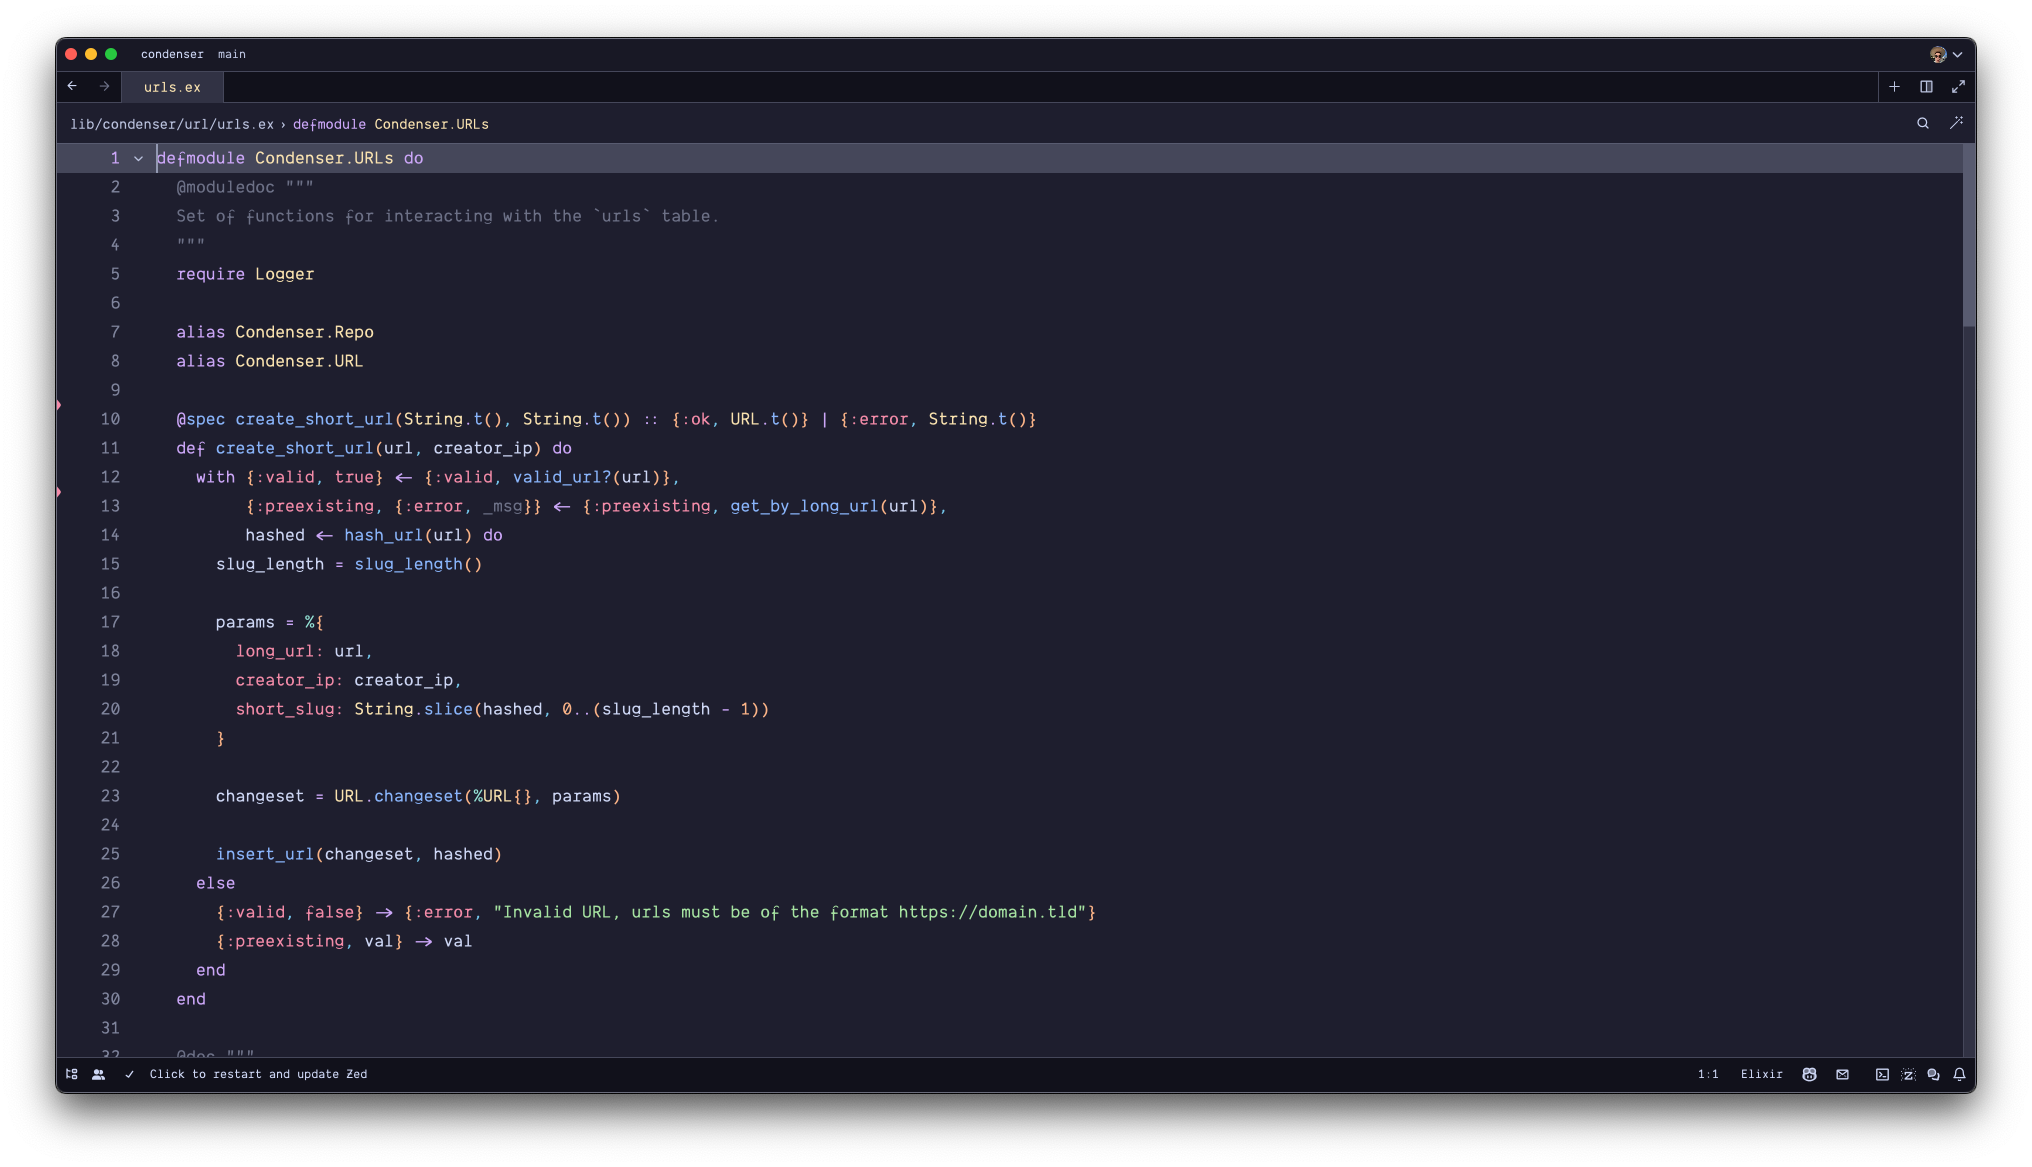 condenser main
urls.ex
lib/condenser/url/urls.ex › defmodule Condenser.URLs
1 defmodule Condenser.URLs do
2 @moduledoc """
3 Set of functions for interacting with the `urls` table.
4 """
5 require Logger
6
7 alias Condenser.Repo
8 alias Condenser.URL
9
10 @spec create_short_url(String.t(), String.t()) :: {:ok, URL.t()} | {:error, String.t()}
11 def create_short_url(url, creator_ip) do
12 with {:valid, true} <- {:valid, valid_url?(url)},
13 {:preexisting, {:error, _msg}} <- {:preexisting, get_by_long_url(url)},
14 hashed <- hash_url(url) do
15 slug_length = slug_length()
16
17 params = %{
18 long_url: url,
19 creator_ip: creator_ip,
20 short_slug: String.slice(hashed, 0..(slug_length - 1))
21 }
22
23 changeset = URL.changeset(%URL{}, params)
24
25 insert_url(changeset, hashed)
26 else
27 {:valid, false} -> {:error, "Invalid URL, urls must be of the format https://domain.tld"}
28 {:preexisting, val} -> val
29 end
30 end
31
32 @doc """
Click to restart and update Zed 1:1 Elixir